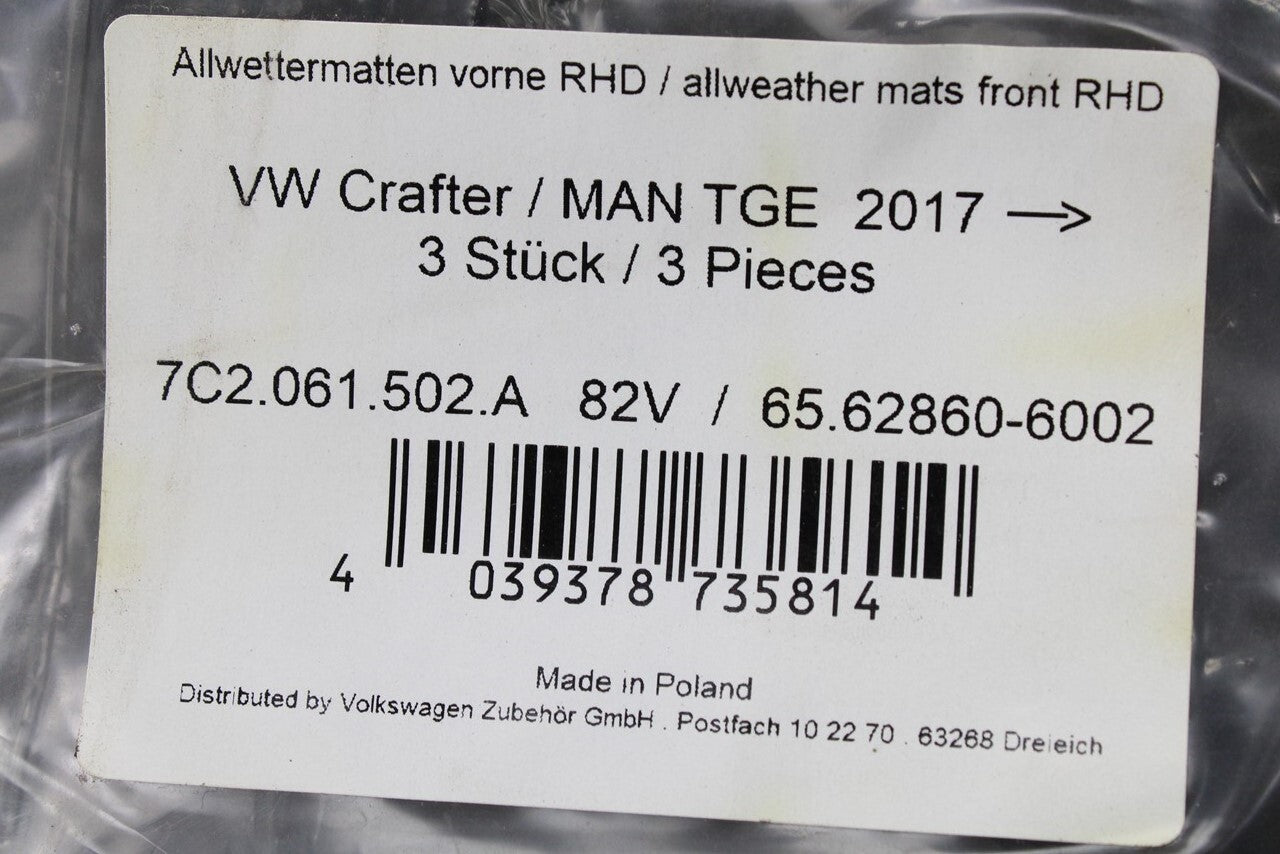 Allwettermatten vorne RHD / allweather mats front RHD
VW Crafter / MAN TGE 2017 →
3 Stück / 3 Pieces
7C2.061.502.A 82V / 65.62860-6002
4 039378 735814
Made in Poland
Distributed by Volkswagen Zubehör GmbH . Postfach 10 22 70 . 63268 Dreieich